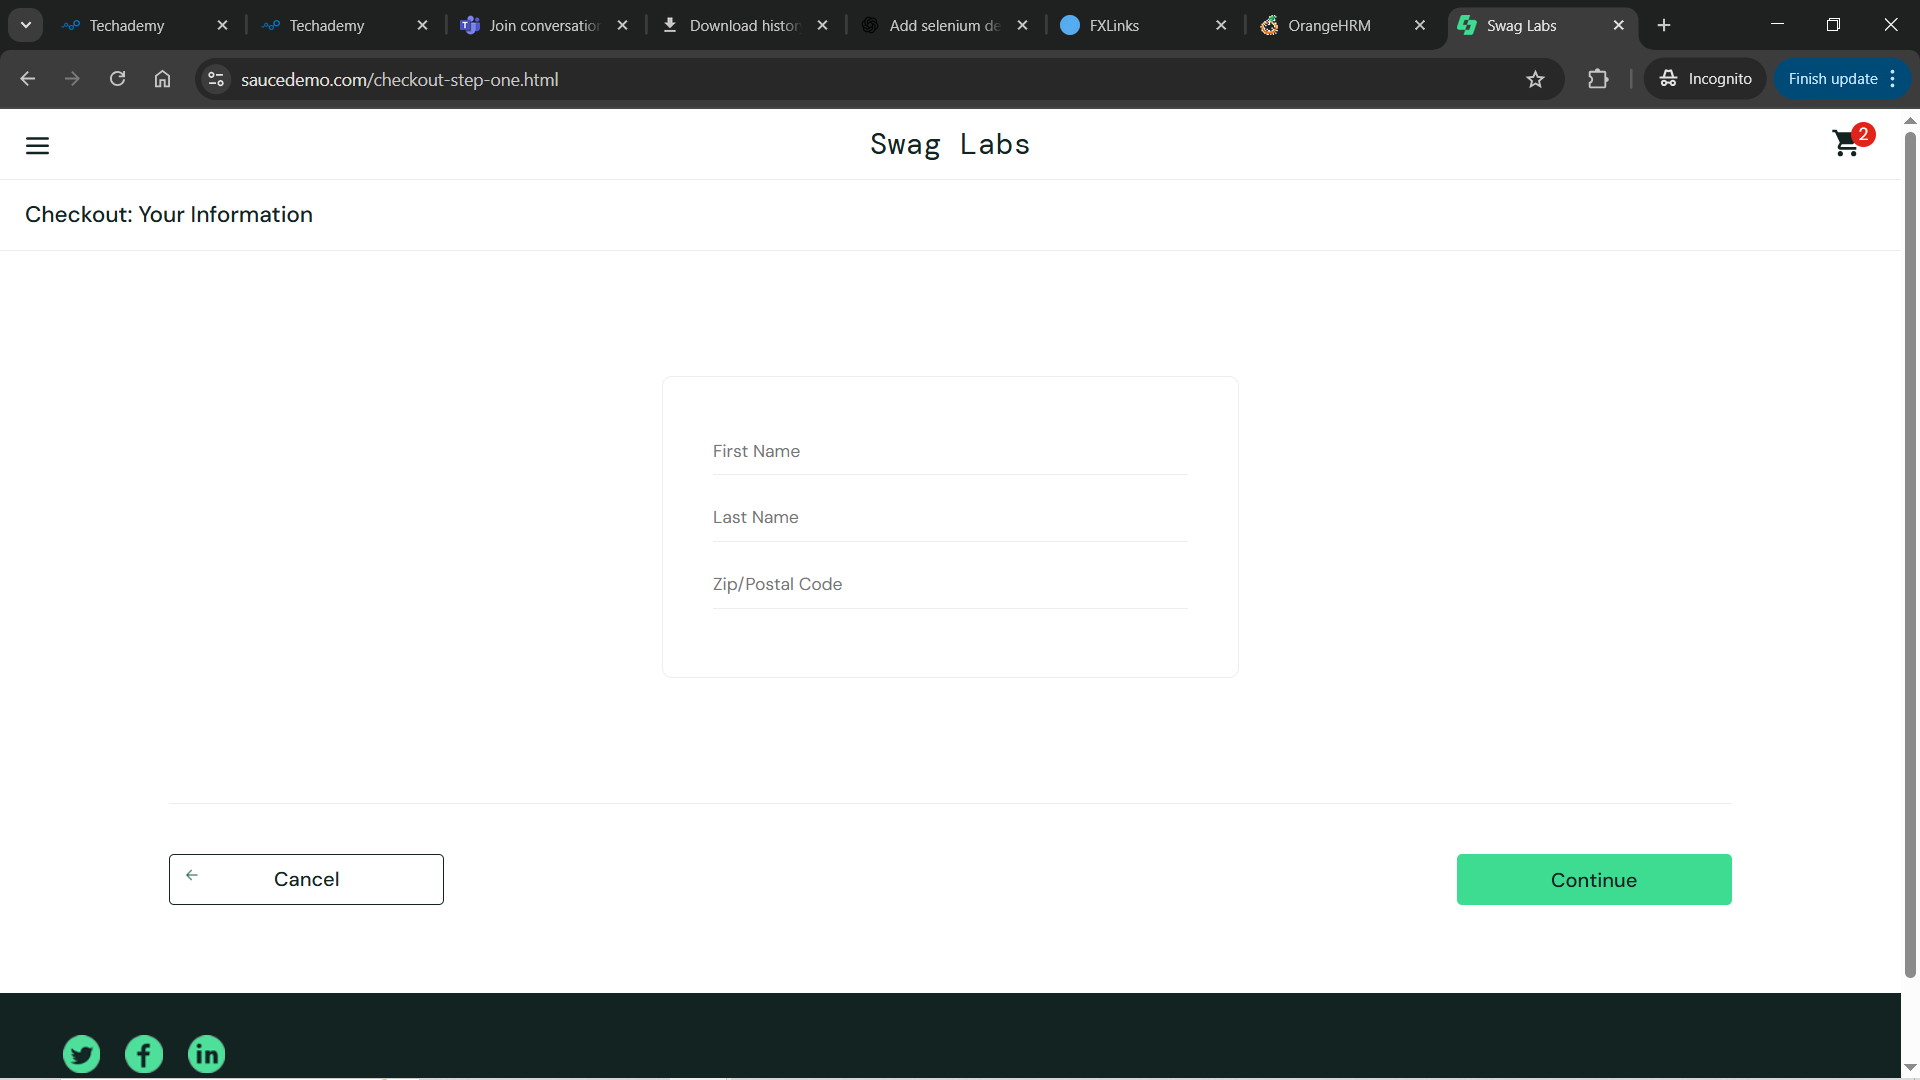 Techademy
Techademy
Join conversation
Download histor
Add selenium de
FXLinks
OrangeHRM
Swag Labs
saucedemo.com/checkout-step-one.html
Incognito
Finish update
Swag Labs
2
Checkout: Your Information
First Name
Last Name
Zip/Postal Code
Cancel
Continue